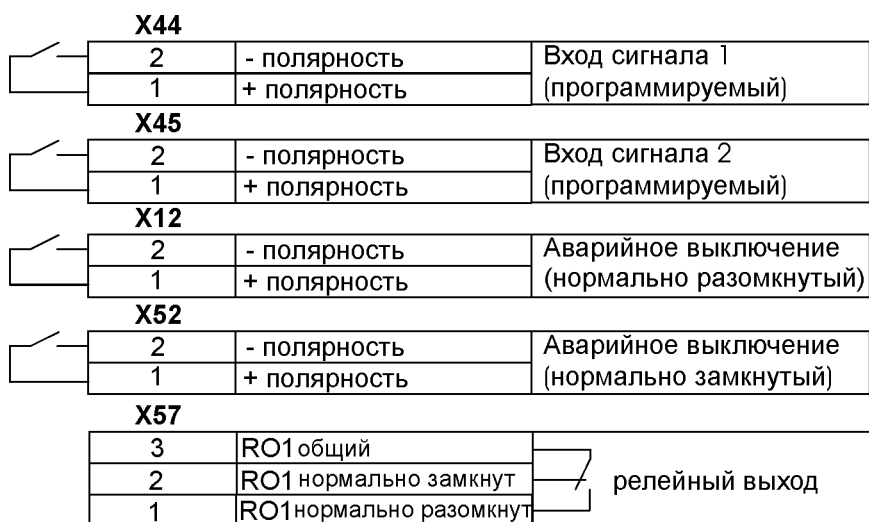 X44
2 - полярность Вход сигнала 1
1 + полярность (программируемый)
X45
2 - полярность Вход сигнала 2
1 + полярность (программируемый)
X12
2 - полярность Аварийное выключение
1 + полярность (нормально разомкнутый)
X52
2 - полярность Аварийное выключение
1 + полярность (нормально замкнутый)
X57
3 RO1 общий
2 RO1 нормально замкнут релейный выход
1 RO1 нормально разомкнут